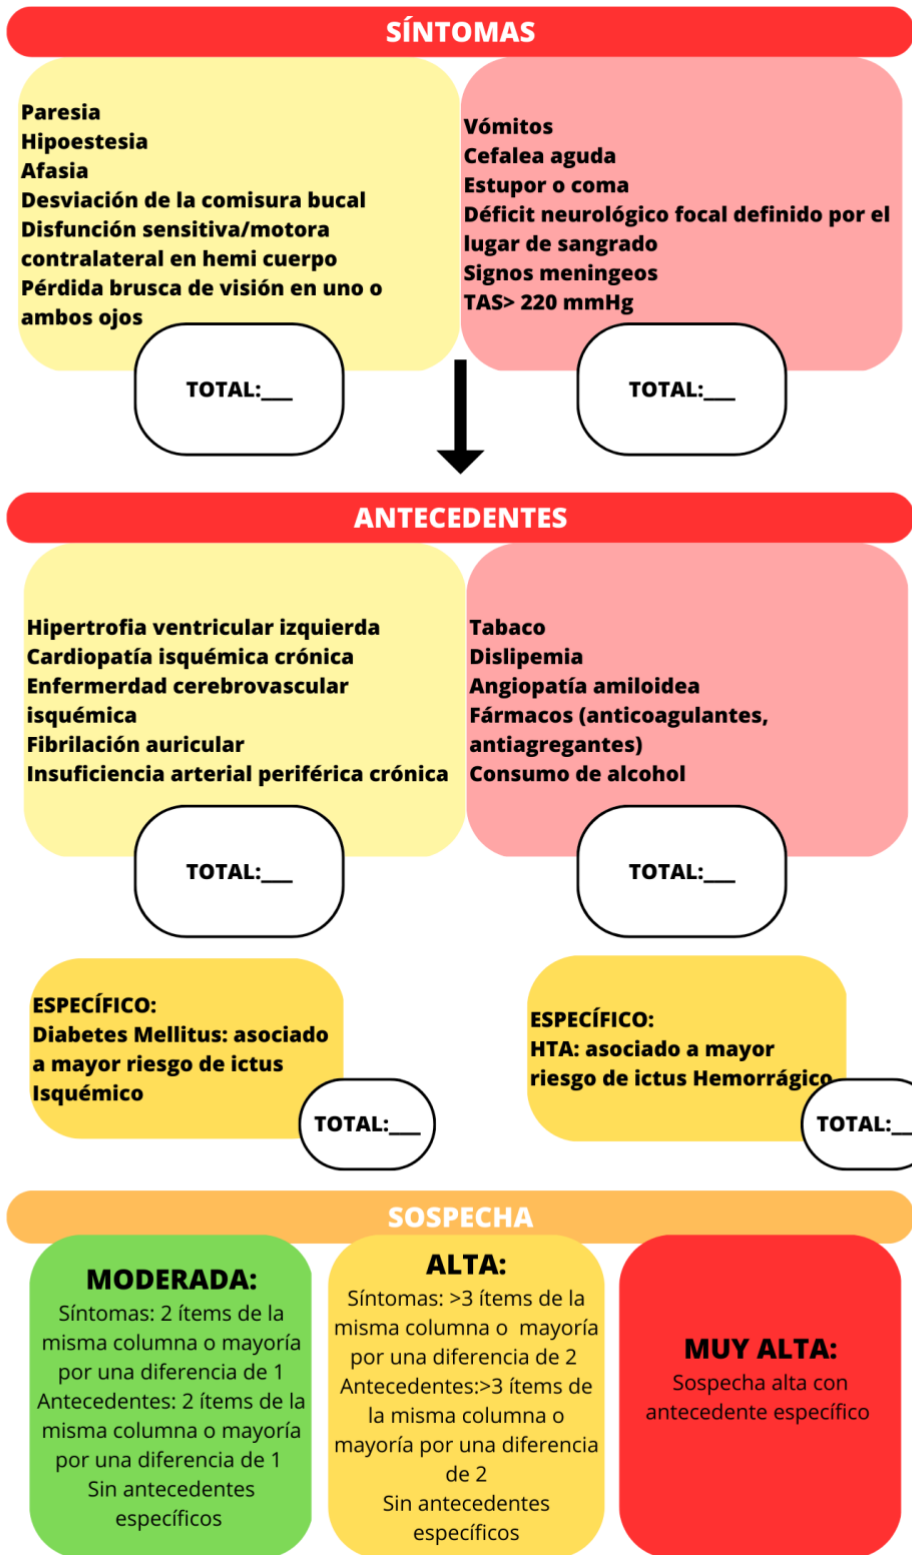 SÍNTOMAS
Paresia
Hipoestesia
Afasia
Desviación de la comisura bucal
Disfunción sensitiva/motora
contralateral en hemi cuerpo
Pérdida brusca de visión en uno o
ambos ojos
TOTAL:___
Vómitos
Cefalea aguda
Estupor o coma
Déficit neurológico focal definido por el
lugar de sangrado
Signos meningeos
TAS> 220 mmHg
TOTAL:___
ANTECEDENTES
Hipertrofia ventricular izquierda
Cardiopatía isquémica crónica
Enfermerdad cerebrovascular
isquémica
Fibrilación auricular
Insuficiencia arterial periférica crónica
TOTAL:___
Tabaco
Dislipemia
Angiopatía amiloidea
Fármacos (anticoagulantes,
antiagregantes)
Consumo de alcohol
TOTAL:___
ESPECÍFICO:
Diabetes Mellitus: asociado
a mayor riesgo de ictus
Isquémico
TOTAL:___
ESPECÍFICO:
HTA: asociado a mayor
riesgo de ictus Hemorrágico
TOTAL:__
SOSPECHA
MODERADA:
Síntomas: 2 ítems de la
misma columna o mayoría
por una diferencia de 1
Antecedentes: 2 ítems de la
misma columna o mayoría
por una diferencia de 1
Sin antecedentes
específicos
ALTA:
Síntomas: >3 ítems de la
misma columna o mayoría
por una diferencia de 2
Antecedentes:>3 ítems de
la misma columna o
mayoría por una diferencia
de 2
Sin antecedentes
específicos
MUY ALTA:
Sospecha alta con
antecedente específico